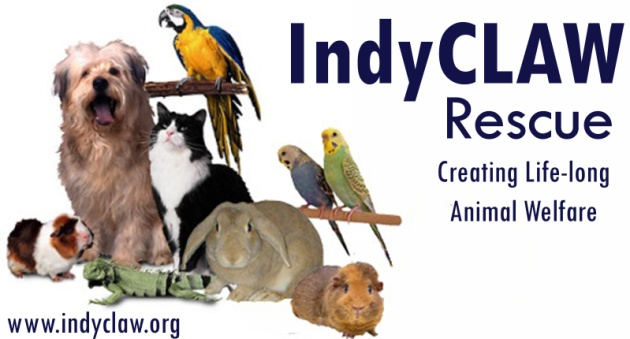 IndyCLAW
Rescue
Creating Life-long
Animal Welfare
www.indyclaw.org